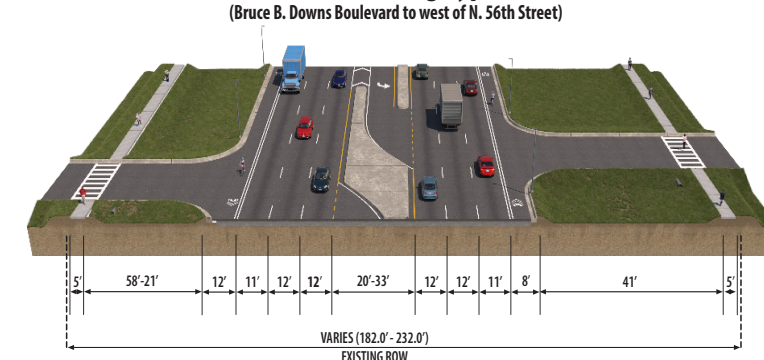 (Bruce B. Downs Boulevard to west of N. 56th Street)
5' 58'-21' 12' 11' 12' 12' 20'-33' 12' 12' 11' 8' 41' 5'
VARIES (182.0' - 232.0')
EXISTING ROW